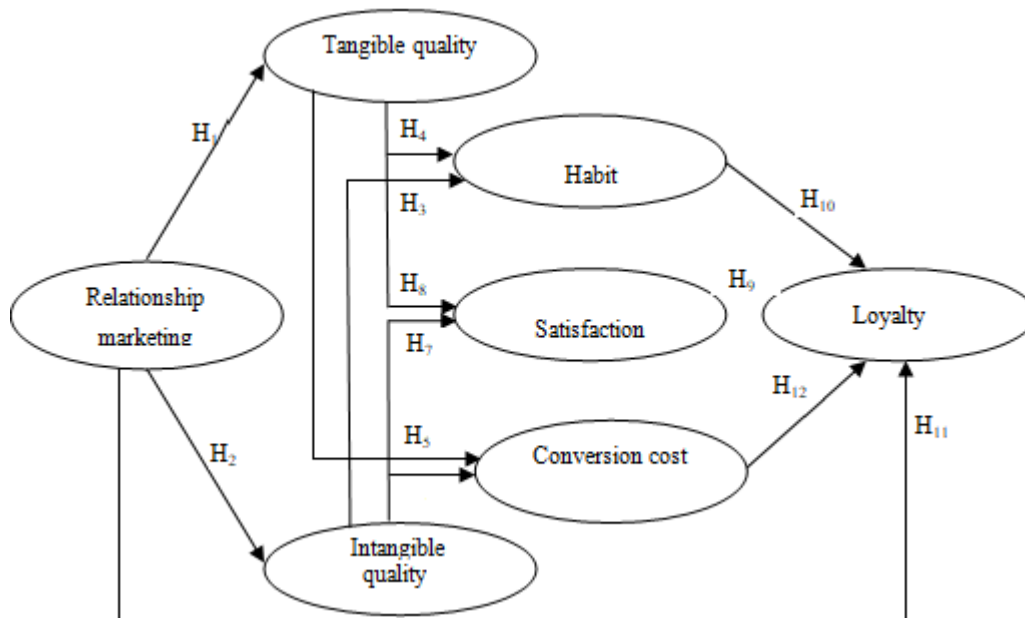 Tangible quality
H₁
H₄
Habit
H₃
H₁₀
Relationship
marketing
H₈
H₉
Satisfaction
Loyalty
H₇
H₁₂
H₂
H₅
Conversion cost
H₁₁
Intangible
quality